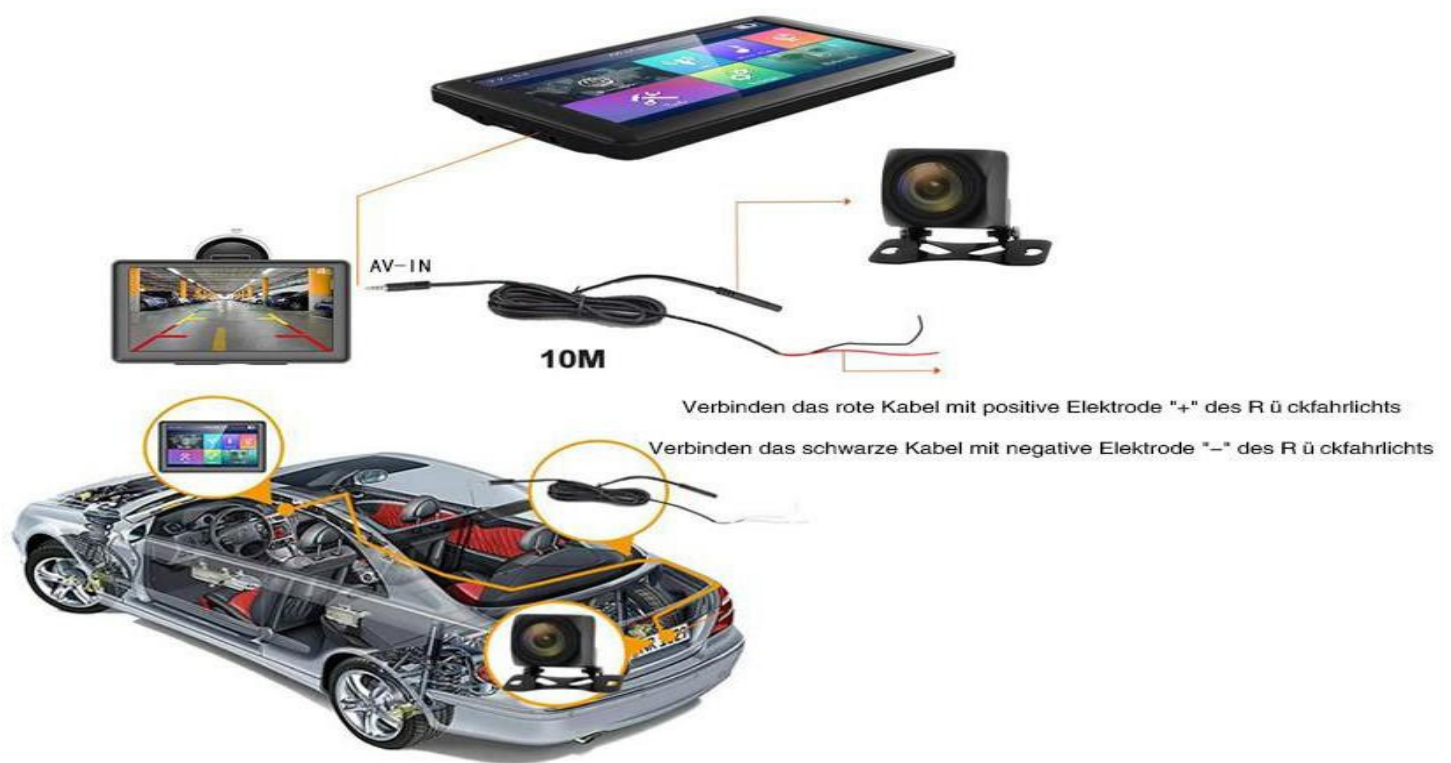 AV-IN
10M
Verbinden das rote Kabel mit positive Elektrode "+" des R ü ckfahrlichts
Verbinden das schwarze Kabel mit negative Elektrode "–" des R ü ckfahrlichts